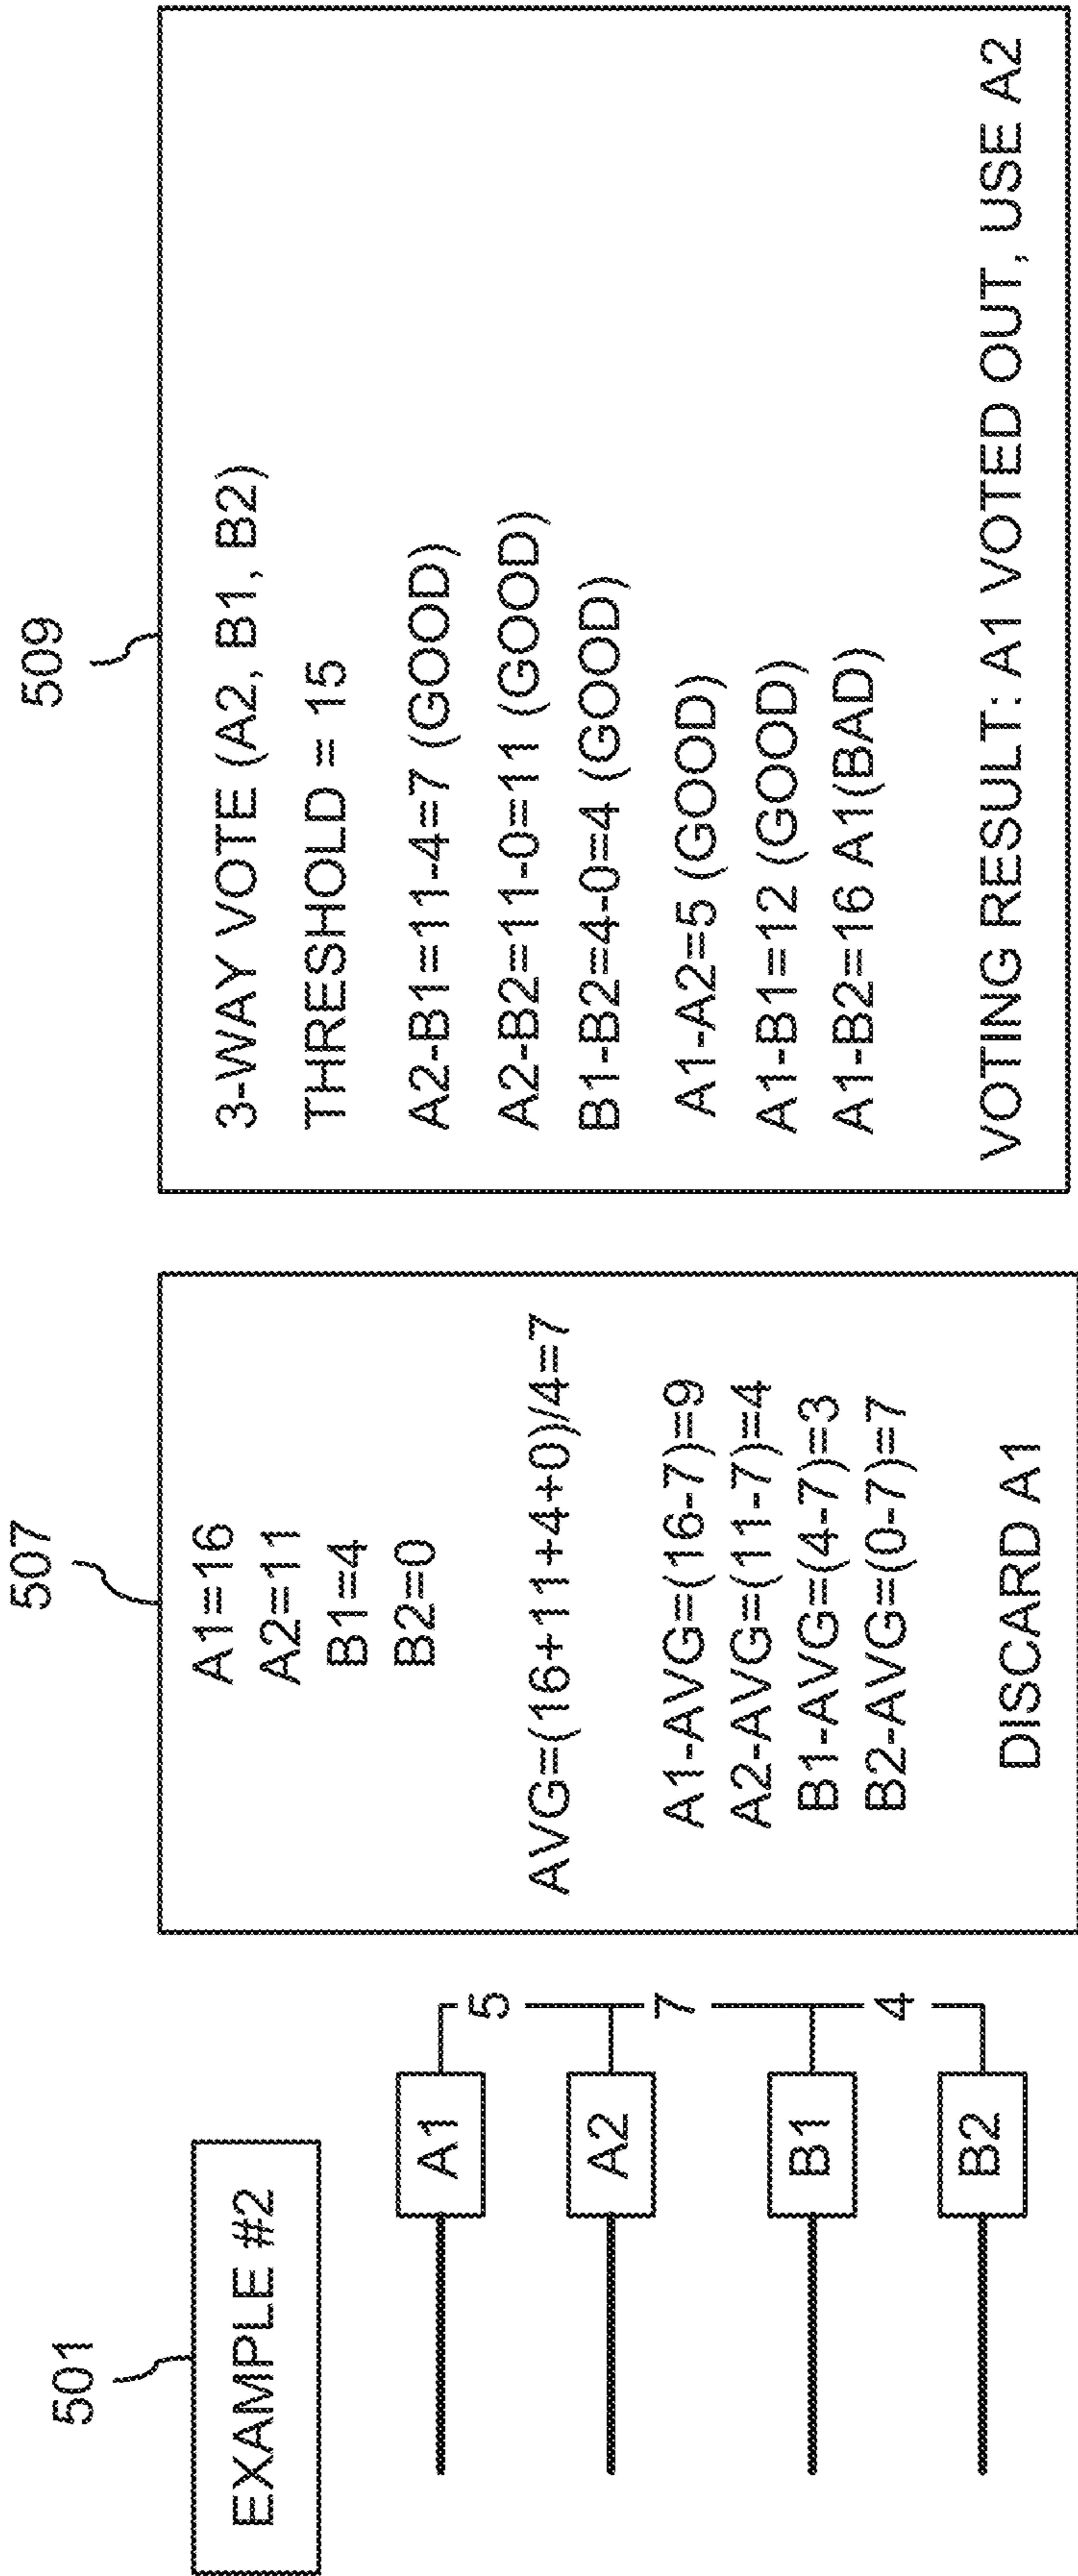 501
EXAMPLE #2
A1
A2
B1
B2
5
7
4
507
A1=16
A2=11
B1=4
B2=0
AVG=(16+11+4+0)/4=7
A1-AVG=(16-7)=9
A2-AVG=(11-7)=4
B1-AVG=(4-7)=3
B2-AVG=(0-7)=7
DISCARD A1
509
3-WAY VOTE (A2, B1, B2)
THRESHOLD = 15
A2-B1=11-4=7 (GOOD)
A2-B2=11-0=11 (GOOD)
B1-B2=4-0=4 (GOOD)
A1-A2=5 (GOOD)
A1-B1=12 (GOOD)
A1-B2=16 A1(BAD)
VOTING RESULT: A1 VOTED OUT, USE A2